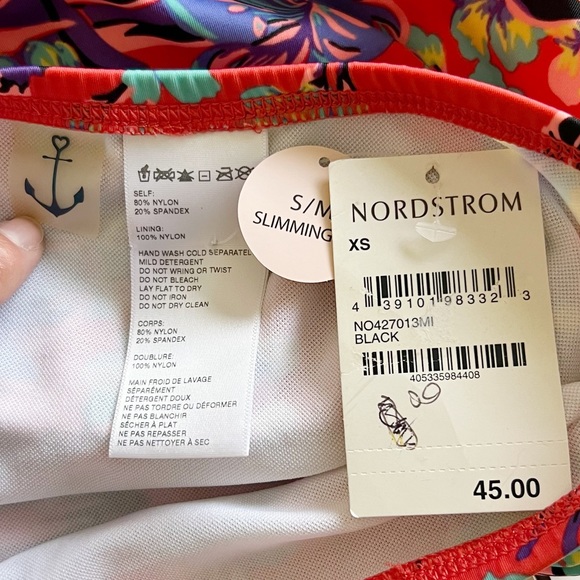 SELF:
80% NYLON
20% SPANDEX
LINING:
100% NYLON
HAND WASH COLD SEPARATE
MILD DETERGENT
DO NOT WRING OR TWIST
DO NOT BLEACH
LAY FLAT TO DRY
DO NOT IRON
DO NOT DRY CLEAN
CORPS:
80% NYLON
20% SPANDEX
DOUBLURE:
100% NYLON
MAIN FROID DE LAVAGE
SÉPARÉMENT
DÉTERGENT DOUX
NE PAS TORDRE OU DÉFORMER
NE PAS BLANCHIR
SÈCHER À PLAT
NE PAS REPASSER
NE PAS NETTOYER À SEC
S/M
SLIMMING
NORDSTROM
XS
4 39101 98332 3
NO427013MI
BLACK
405335984408
45.00